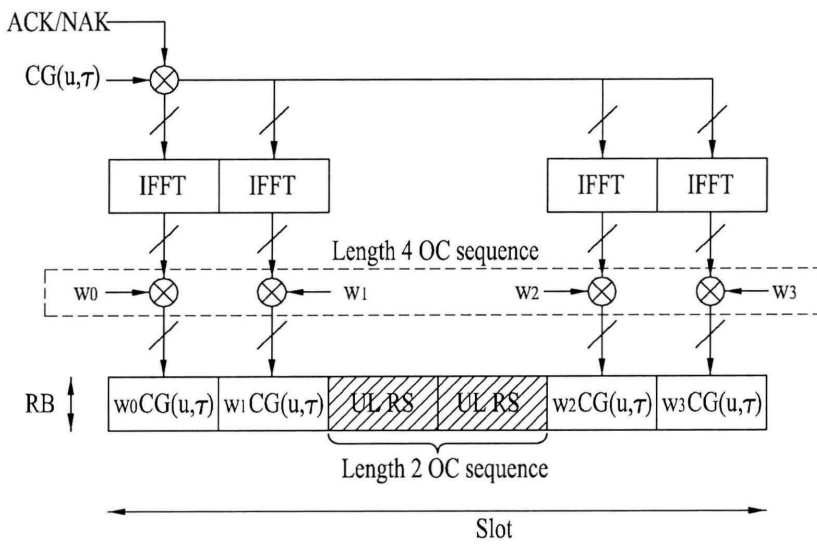 ACK/NAK
CG(u,τ)
IFFT IFFT IFFT IFFT
Length 4 OC sequence
w0 w1 w2 w3
RB w0CG(u,τ) w1CG(u,τ) UL RS UL RS w2CG(u,τ) w3CG(u,τ)
Length 2 OC sequence
Slot